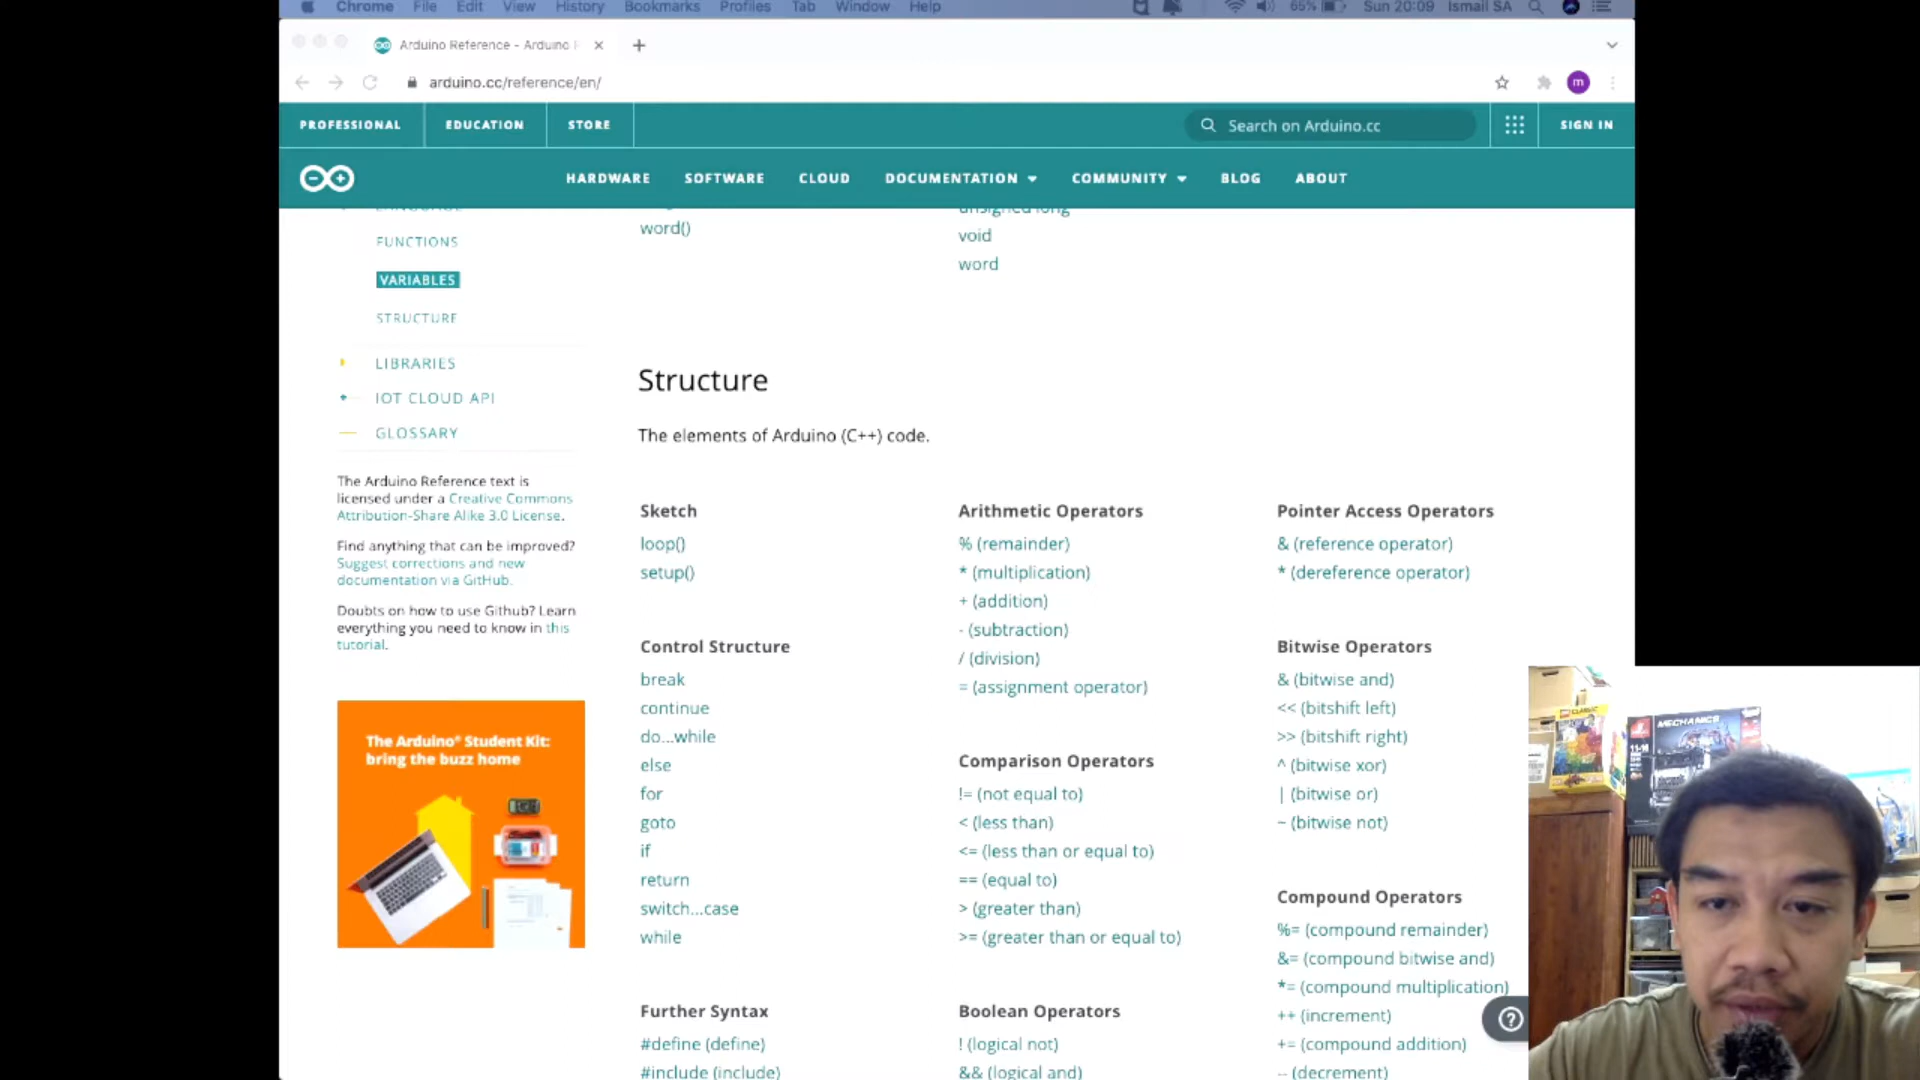 Chrome File Edit View History Bookmarks Profiles Tab Window Help
65% Sun 20:09 Ismail SA
Arduino Reference - Arduino
arduino.cc/reference/en/
m
PROFESSIONAL EDUCATION STORE
Search on Arduino.cc
SIGN IN
HARDWARE SOFTWARE CLOUD DOCUMENTATION COMMUNITY BLOG ABOUT
LANGUAGE
FUNCTIONS
VARIABLES
STRUCTURE
LIBRARIES
IOT CLOUD API
GLOSSARY
The Arduino Reference text is
licensed under a Creative Commons
Attribution-Share Alike 3.0 License.
Find anything that can be improved?
Suggest corrections and new
documentation via GitHub.
Doubts on how to use Github? Learn
everything you need to know in this
tutorial.
The Arduino® Student Kit:
bring the buzz home
word()
unsigned long
void
word
Structure
The elements of Arduino (C++) code.
Sketch
loop()
setup()
Control Structure
break
continue
do...while
else
for
goto
if
return
switch...case
while
Further Syntax
#define (define)
#include (include)
Arithmetic Operators
% (remainder)
* (multiplication)
+ (addition)
- (subtraction)
/ (division)
= (assignment operator)
Comparison Operators
!= (not equal to)
< (less than)
<= (less than or equal to)
== (equal to)
> (greater than)
>= (greater than or equal to)
Boolean Operators
! (logical not)
&& (logical and)
Pointer Access Operators
& (reference operator)
* (dereference operator)
Bitwise Operators
& (bitwise and)
<< (bitshift left)
>> (bitshift right)
^ (bitwise xor)
| (bitwise or)
~ (bitwise not)
Compound Operators
%= (compound remainder)
&= (compound bitwise and)
*= (compound multiplication)
++ (increment)
+= (compound addition)
-- (decrement)
?
CLASSIC
MECHANICS
11-16